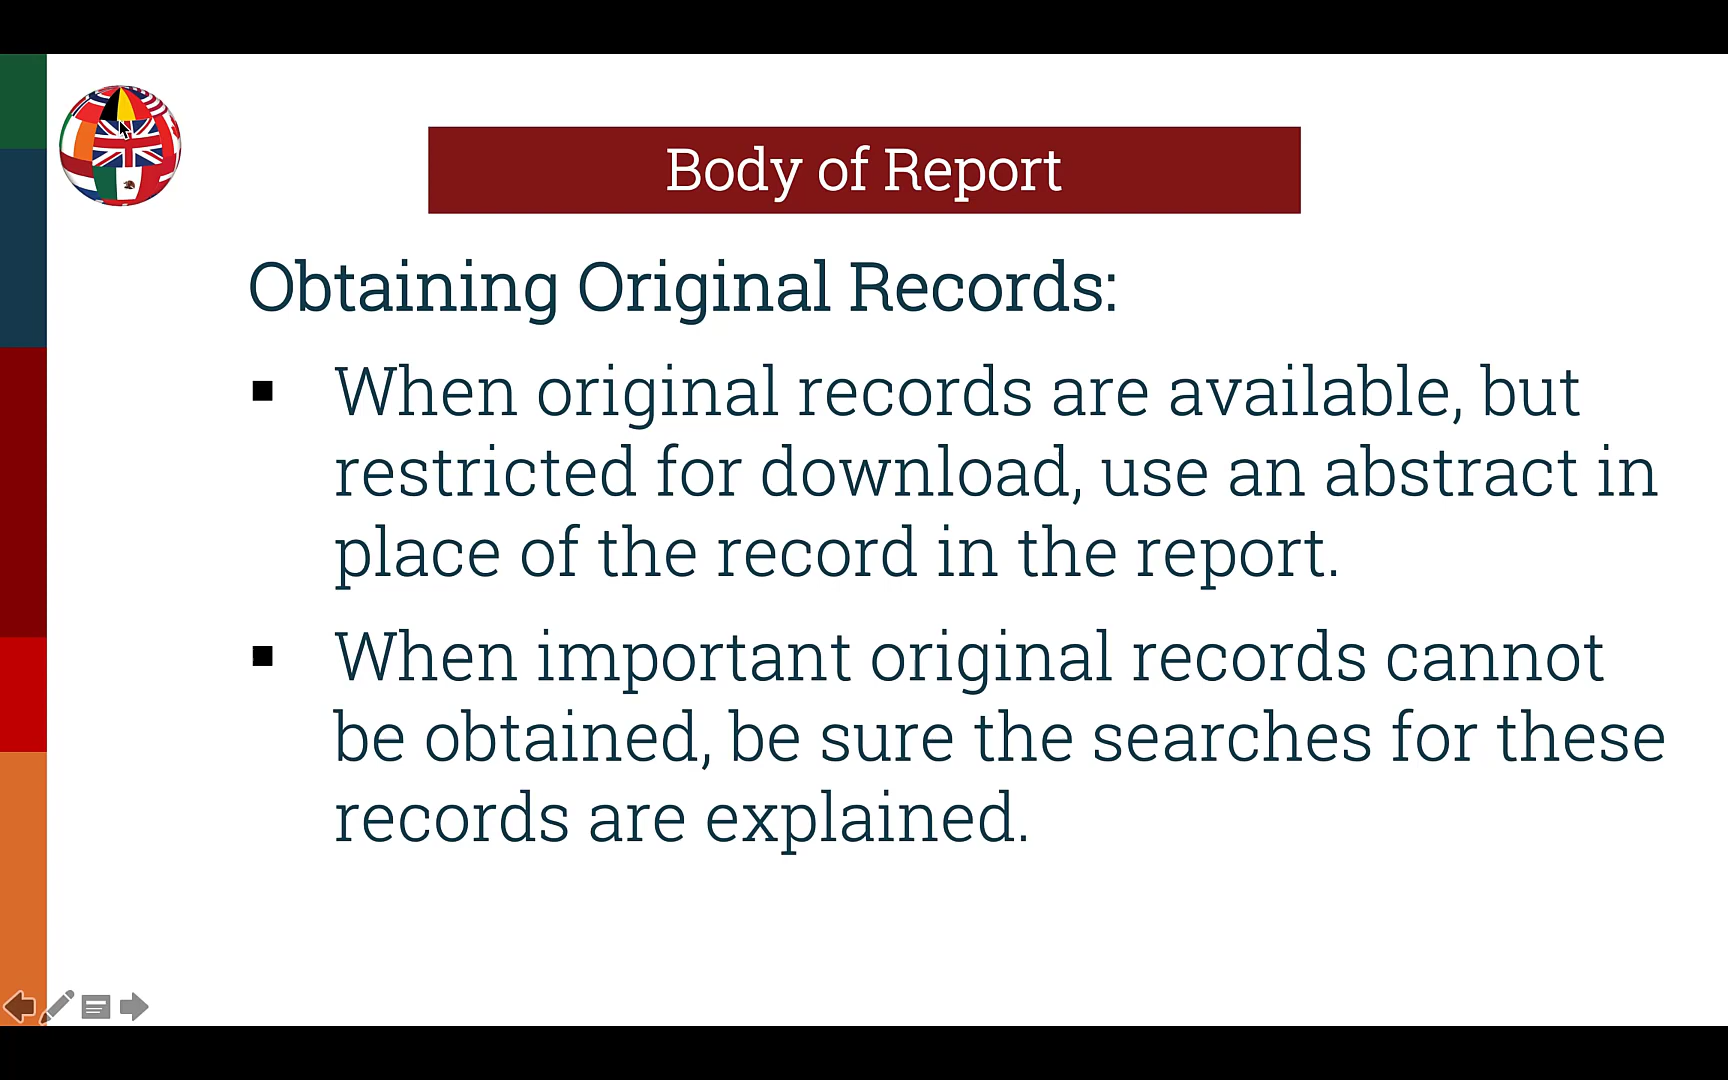 Body of Report
Obtaining Original Records:
▪ When original records are available, but
restricted for download, use an abstract in
place of the record in the report.
▪ When important original records cannot
be obtained, be sure the searches for these
records are explained.